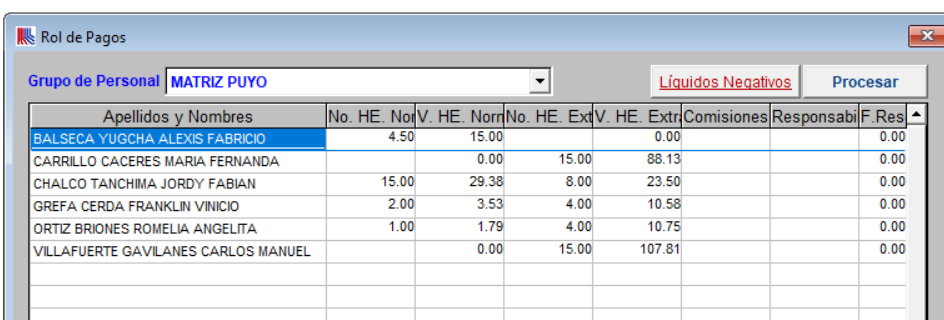 Rol de Pagos
Grupo de Personal MATRIZ PUYO Líquidos Negativos Procesar
Apellidos y Nombres No. HE. Nor V. HE. Norn No. HE. Ext V. HE. Extr Comisiones Responsabi F.Res
BALSECA YUGCHA ALEXIS FABRICIO 4.50 15.00 0.00 0.00
CARRILLO CACERES MARIA FERNANDA 0.00 15.00 88.13 0.00
CHALCO TANCHIMA JORDY FABIAN 15.00 29.38 8.00 23.50 0.00
GREFA CERDA FRANKLIN VINICIO 2.00 3.53 4.00 10.58 0.00
ORTIZ BRIONES ROMELIA ANGELITA 1.00 1.79 4.00 10.75 0.00
VILLAFUERTE GAVILANES CARLOS MANUEL 0.00 15.00 107.81 0.00